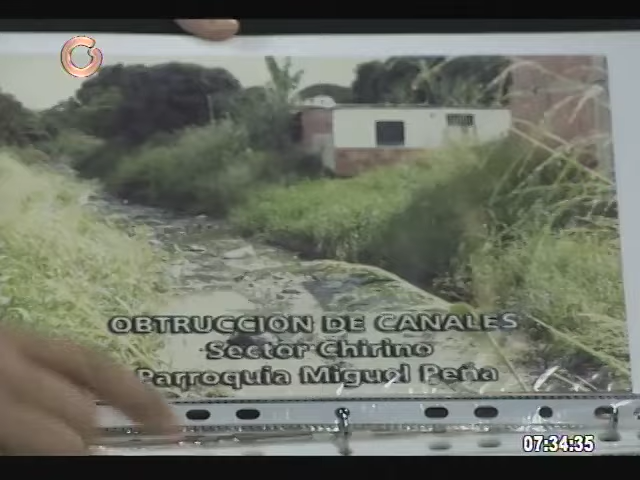 OBTRUCCION DE CANALES
Sector Chirino
Parroquia Miguel Peña
07:34:35